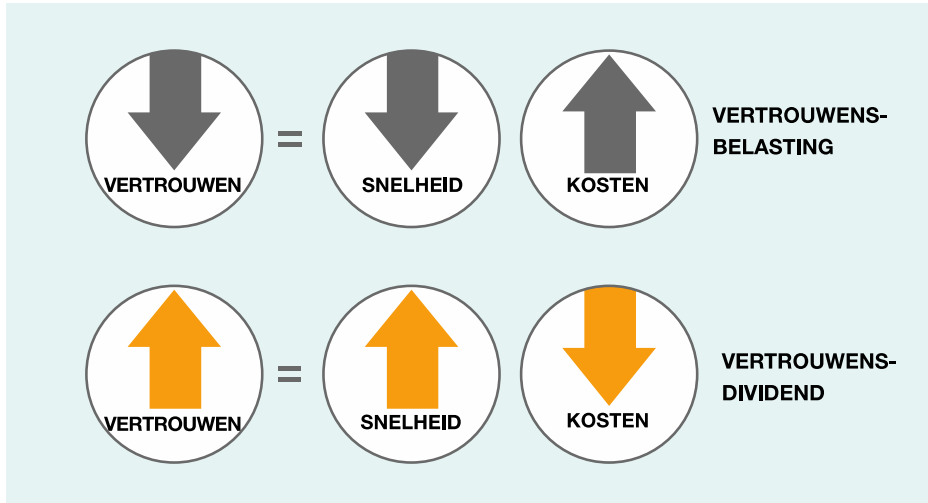 VERTROUWEN = SNELHEID KOSTEN
VERTROUWENS-
BELASTING
VERTROUWEN = SNELHEID KOSTEN
VERTROUWENS-
DIVIDEND